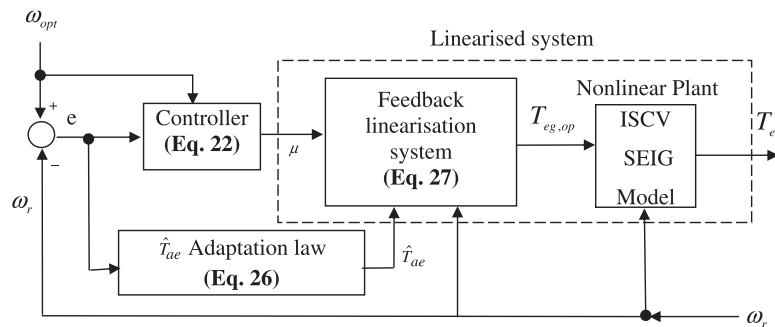 ω_opt
Linearised system
+
e
Controller
(Eq. 22)
μ
Feedback
linearisation
system
(Eq. 27)
T_eg,op
Nonlinear Plant
ISCV
SEIG
Model
T_e
−
ω_r
T̂_ae Adaptation law
(Eq. 26)
T̂_ae
ω_r